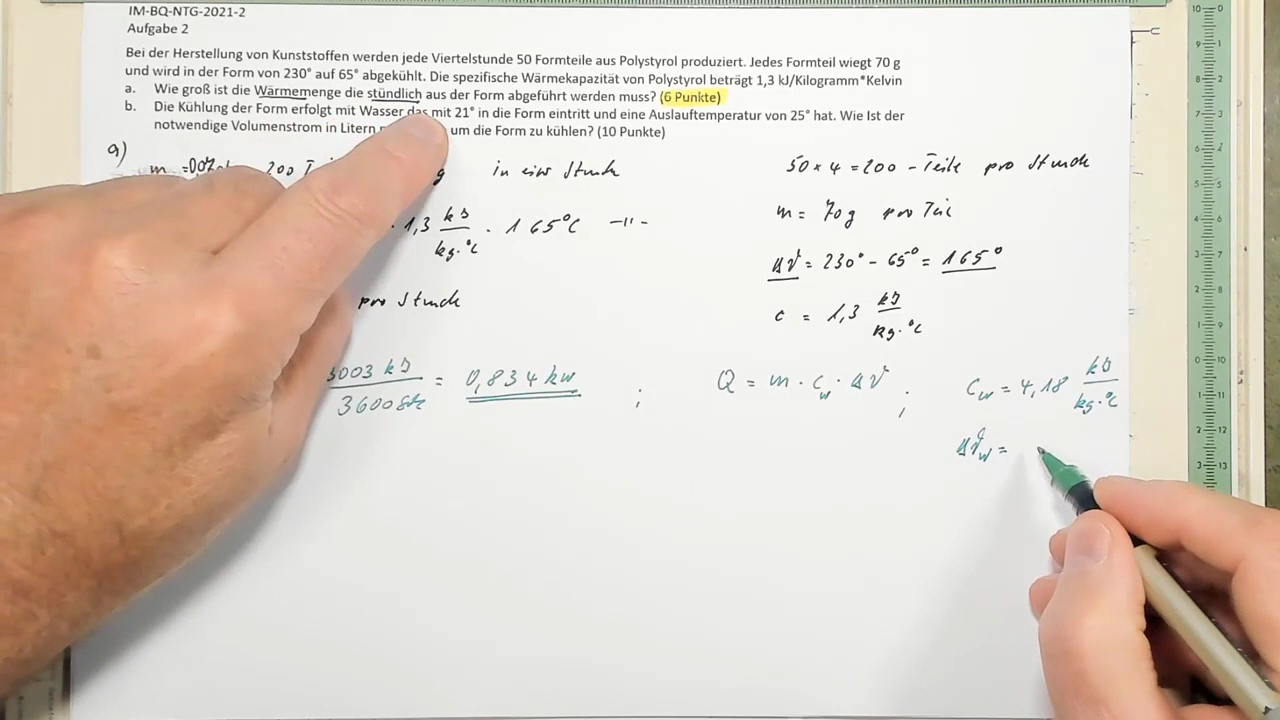 IM-BQ-NTG-2021-2
Aufgabe 2
Bei der Herstellung von Kunststoffen werden jede Viertelstunde 50 Formteile aus Polystyrol produziert. Jedes Formteil wiegt 70 g
und wird in der Form von 230° auf 65° abgekühlt. Die spezifische Wärmekapazität von Polystyrol beträgt 1,3 kJ/Kilogramm*Kelvin
a. Wie groß ist die Wärmemenge die stündlich aus der Form abgeführt werden muss? (6 Punkte)
b. Die Kühlung der Form erfolgt mit Wasser das mit 21° in die Form eintritt und eine Auslauftemperatur von 25° hat. Wie Ist der
notwendige Volumenstrom in Litern um die Form zu kühlen? (10 Punkte)
a)
m = 200 in einer Stunde
50 × 4 = 200 - Teile pro Stunde
m = 70g pro Teil
· 1,3 kJ/kg·°C · 165°C -"-
Δϑ = 230° - 65° = 165°
pro Stunde
c = 1,3 kJ/kg·°C
3003 kJ/3600 = 0,834 kW ; Q = m · c_w · Δϑ ; C_w = 4,18 kJ/kg·°C
Δϑ_w =